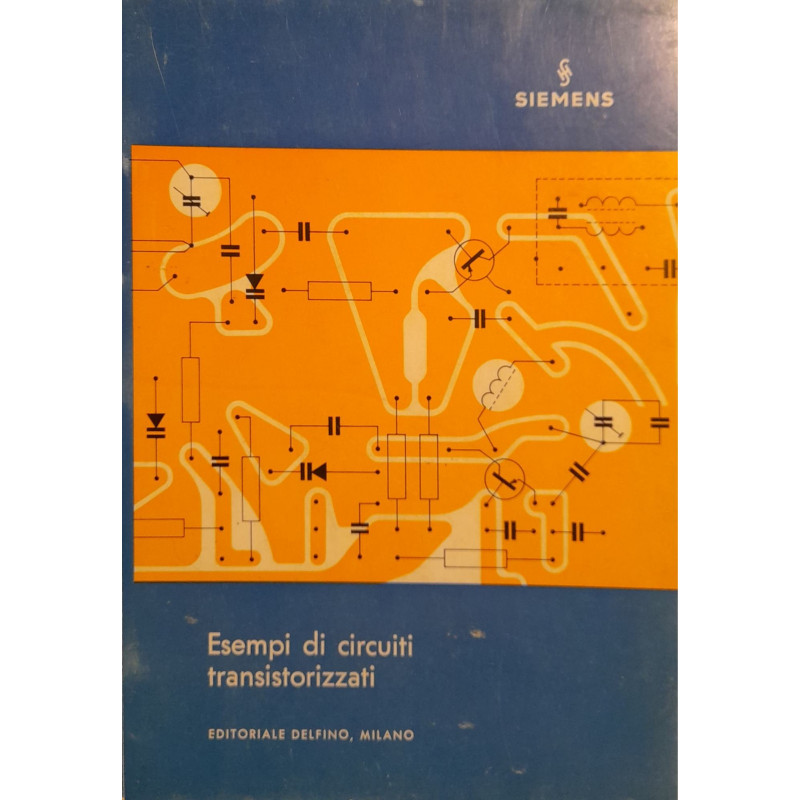 SIEMENS
Esempi di circuiti
transistorizzati
EDITORIALE DELFINO, MILANO